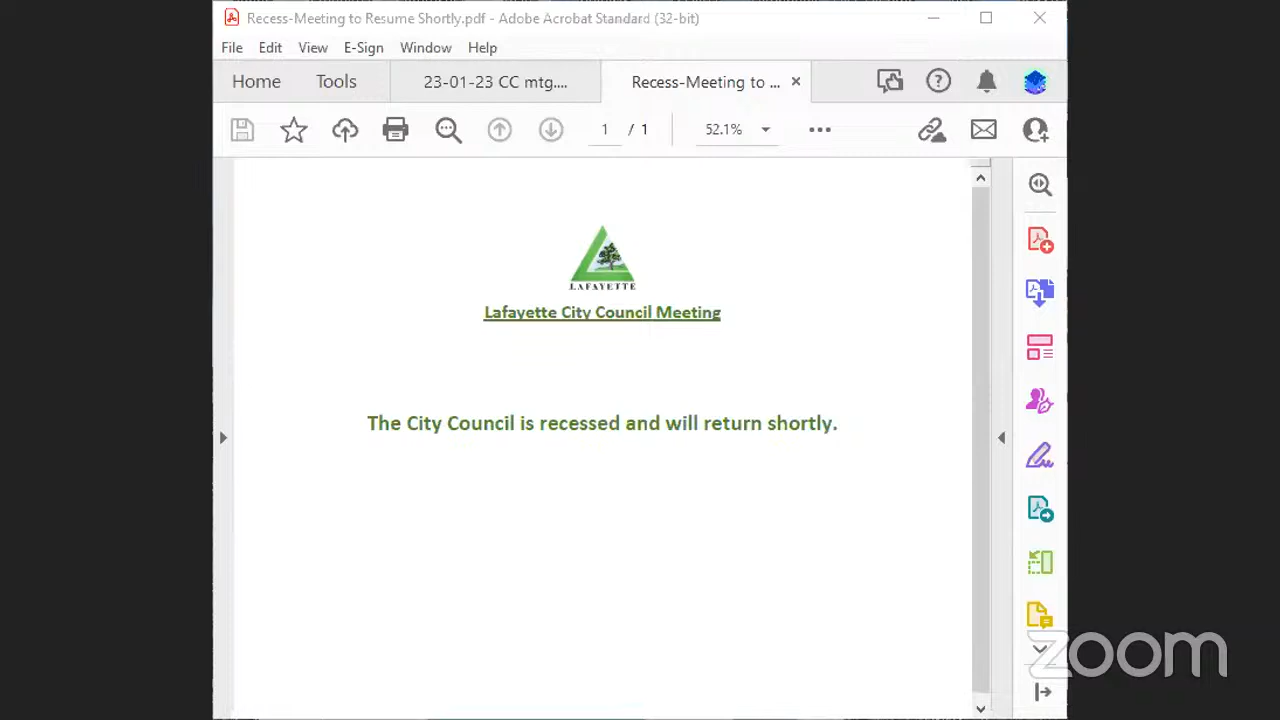 Recess-Meeting to Resume Shortly.pdf - Adobe Acrobat Standard (32-bit)
File Edit View E-Sign Window Help
Home Tools 23-01-23 CC mtg.... Recess-Meeting to ...
1 / 1 52.1%
LAFAYETTE
Lafayette City Council Meeting
The City Council is recessed and will return shortly.
zoom